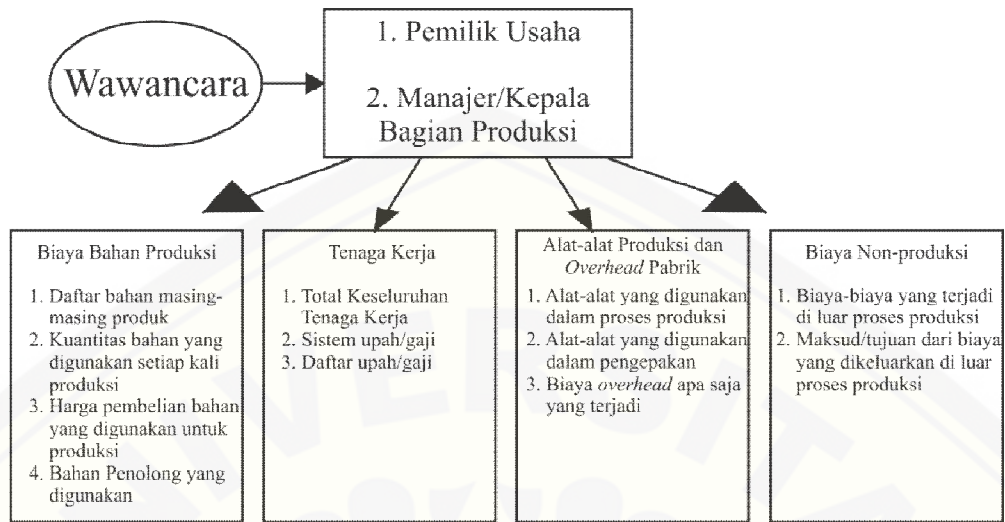 Wawancara
1. Pemilik Usaha
2. Manajer/Kepala
Bagian Produksi
Biaya Bahan Produksi
1. Daftar bahan masing-
masing produk
2. Kuantitas bahan yang
digunakan setiap kali
produksi
3. Harga pembelian bahan
yang digunakan untuk
produksi
4. Bahan Penolong yang
digunakan
Tenaga Kerja
1. Total Keseluruhan
Tenaga Kerja
2. Sistem upah/gaji
3. Daftar upah/gaji
Alat-alat Produksi dan
Overhead Pabrik
1. Alat-alat yang digunakan
dalam proses produksi
2. Alat-alat yang digunakan
dalam pengepakan
3. Biaya overhead apa saja
yang terjadi
Biaya Non-produksi
1. Biaya-biaya yang terjadi
di luar proses produksi
2. Maksud/tujuan dari biaya
yang dikeluarkan di luar
proses produksi